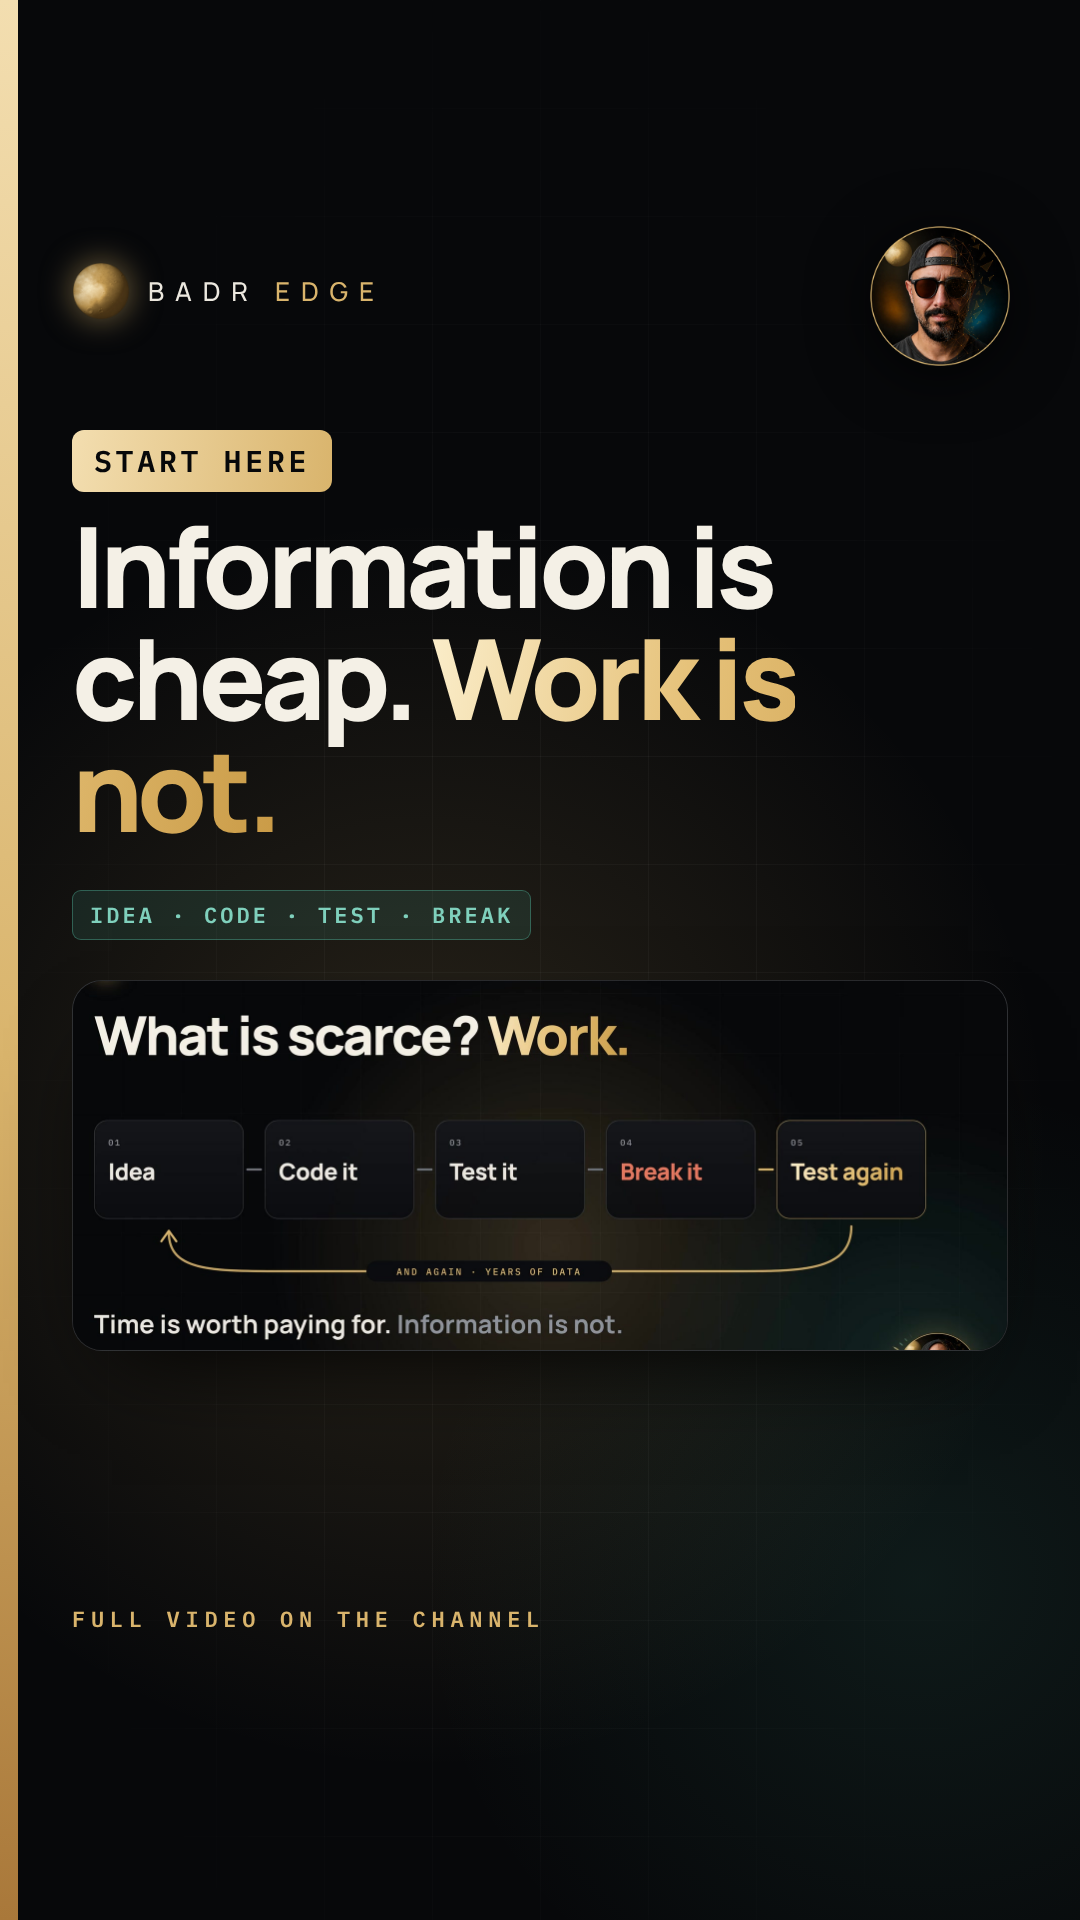 BADR EDGE
START HERE
Information is
cheap. Work is
not.
IDEA · CODE · TEST · BREAK
What is scarce? Work.
01
Idea
02
Code it
03
Test it
04
Break it
05
Test again
AND AGAIN · YEARS OF DATA
Time is worth paying for. Information is not.
FULL VIDEO ON THE CHANNEL